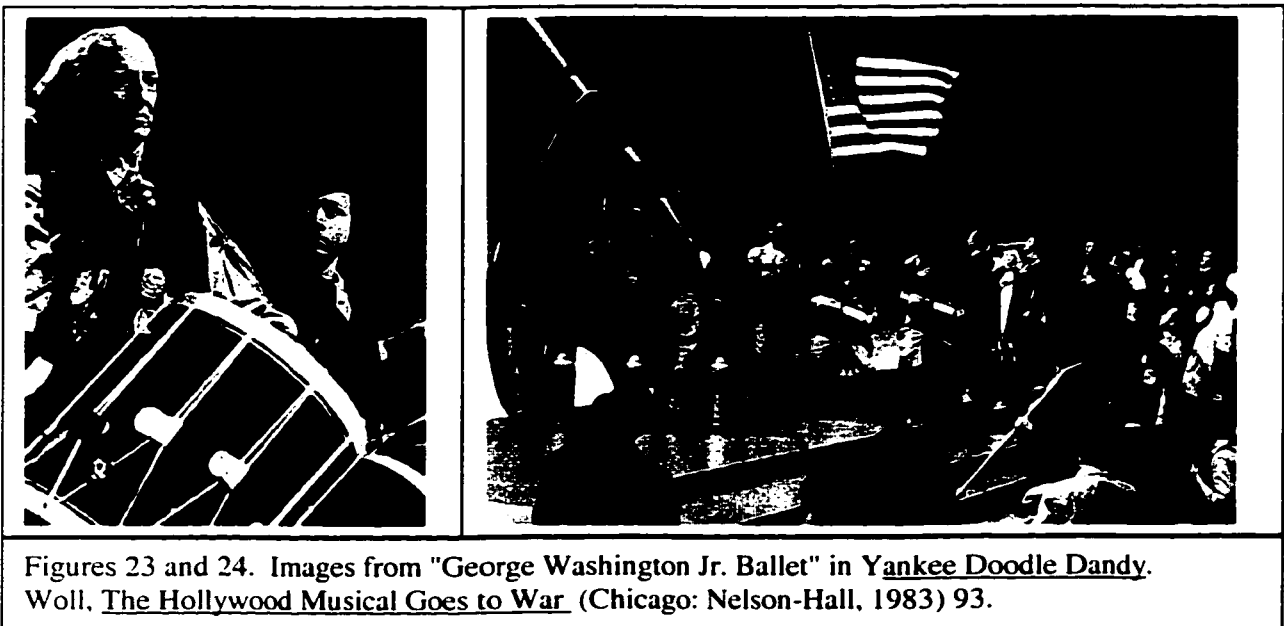 Figures 23 and 24. Images from "George Washington Jr. Ballet" in Yankee Doodle Dandy.
Woll, The Hollywood Musical Goes to War (Chicago: Nelson-Hall, 1983) 93.